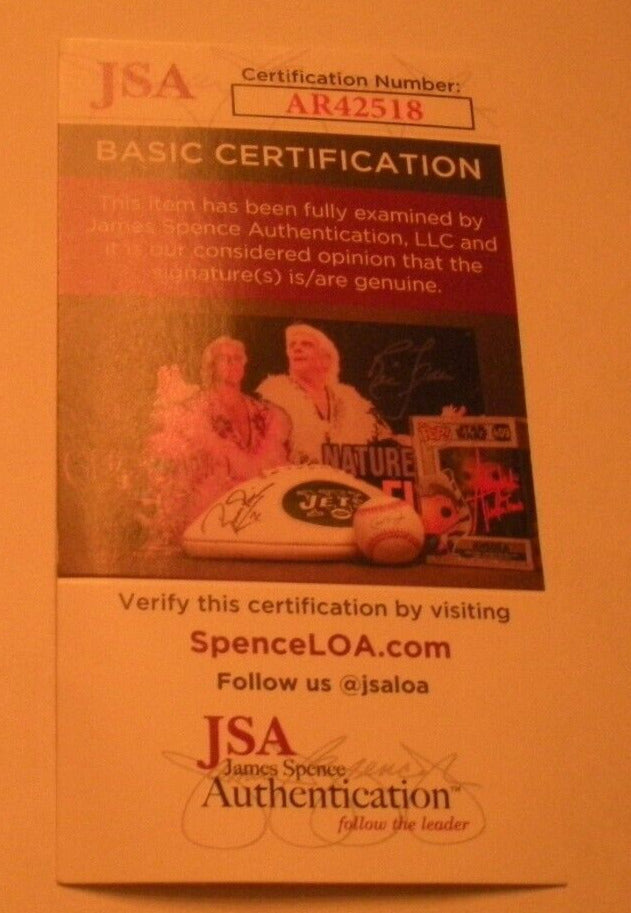 JSA
Certification Number:
AR42518
BASIC CERTIFICATION
This item has been fully examined by
James Spence Authentication, LLC and
it is our considered opinion that the
signature(s) is/are genuine.
NATURE
JETS
Verify this certification by visiting
SpenceLOA.com
Follow us @jsaloa
JSA
James Spence
Authentication™
follow the leader